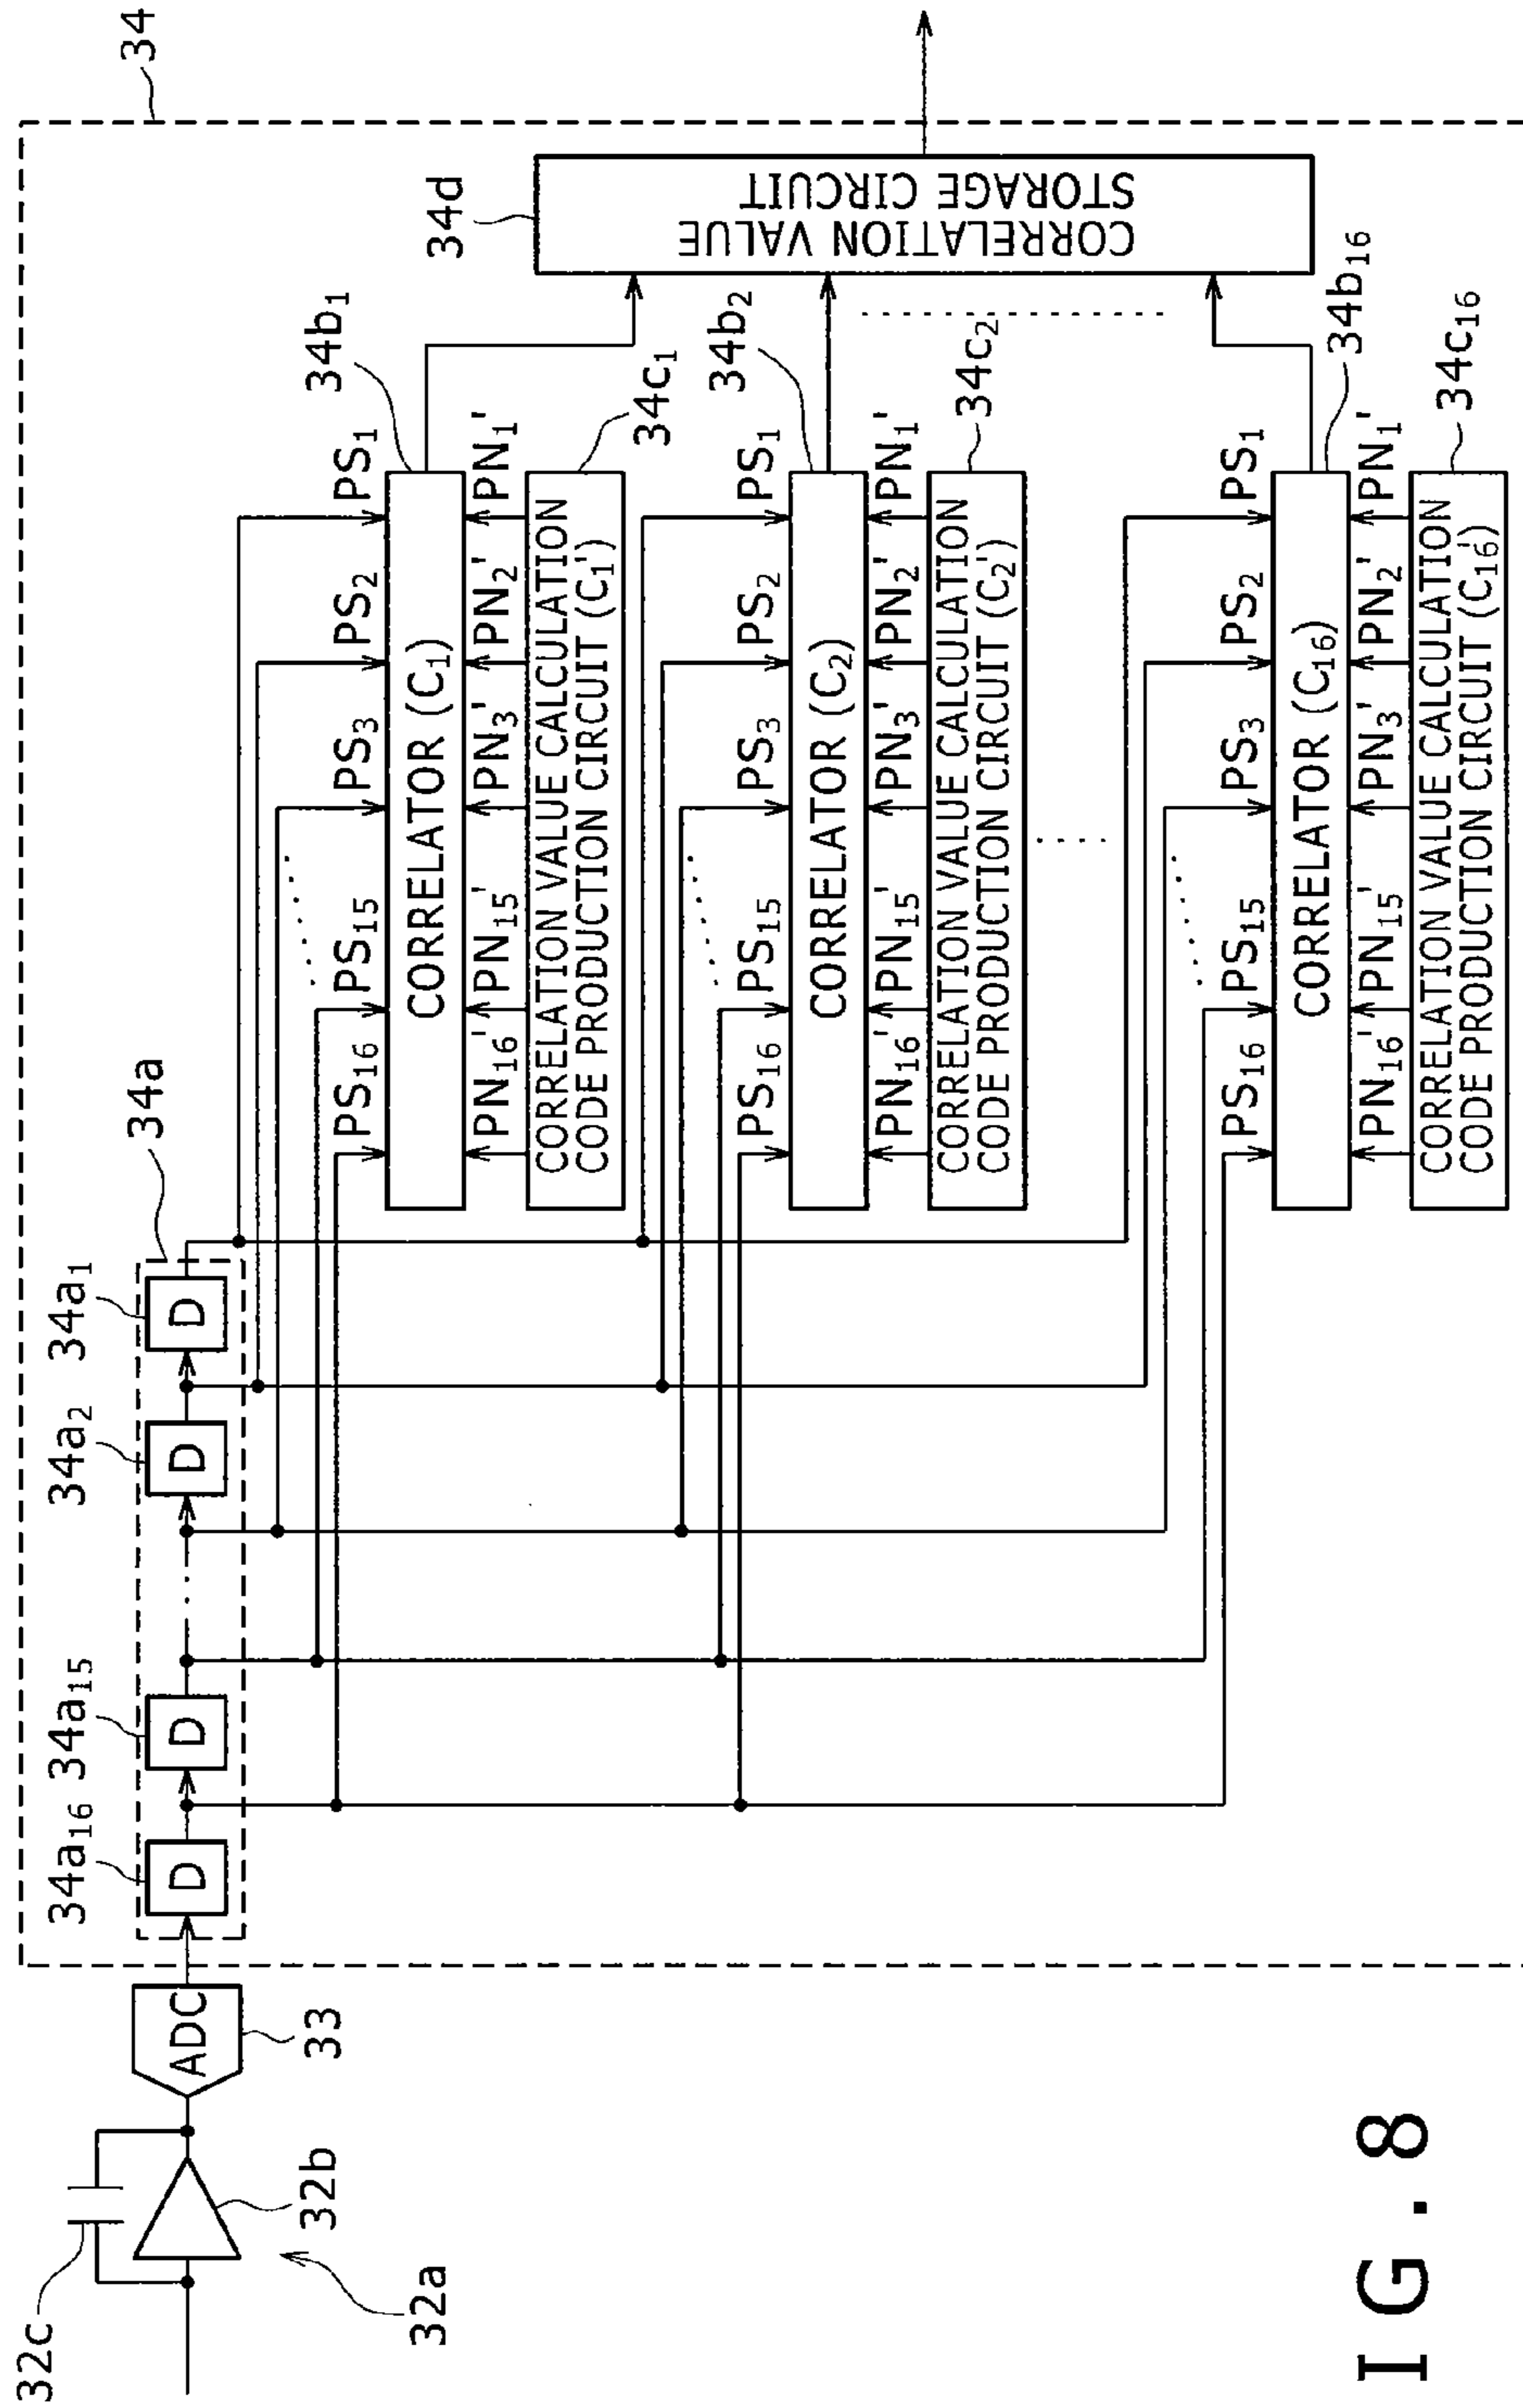 34
34a
34a₁₆
34a₁₅
34a₂
34a₁
D
D
D
D
32c
32b
32a
ADC
33
34b₁
PS₁₆
PS₁₅
PS₃
PS₂
PS₁
CORRELATOR (C₁)
PN₁₆'
PN₁₅'
PN₃'
PN₂'
PN₁'
34c₁
CORRELATION VALUE CALCULATION
CODE PRODUCTION CIRCUIT (C₁')
34d
CORRELATION VALUE
STORAGE CIRCUIT
34b₂
PS₁₆
PS₁₅
PS₃
PS₂
PS₁
CORRELATOR (C₂)
PN₁₆'
PN₁₅'
PN₃'
PN₂'
PN₁'
34c₂
CORRELATION VALUE CALCULATION
CODE PRODUCTION CIRCUIT (C₂')
34b₁₆
PS₁₆
PS₁₅
PS₃
PS₂
PS₁
CORRELATOR (C₁₆)
PN₁₆'
PN₁₅'
PN₃'
PN₂'
PN₁'
34c₁₆
CORRELATION VALUE CALCULATION
CODE PRODUCTION CIRCUIT (C₁₆')
I G . 8